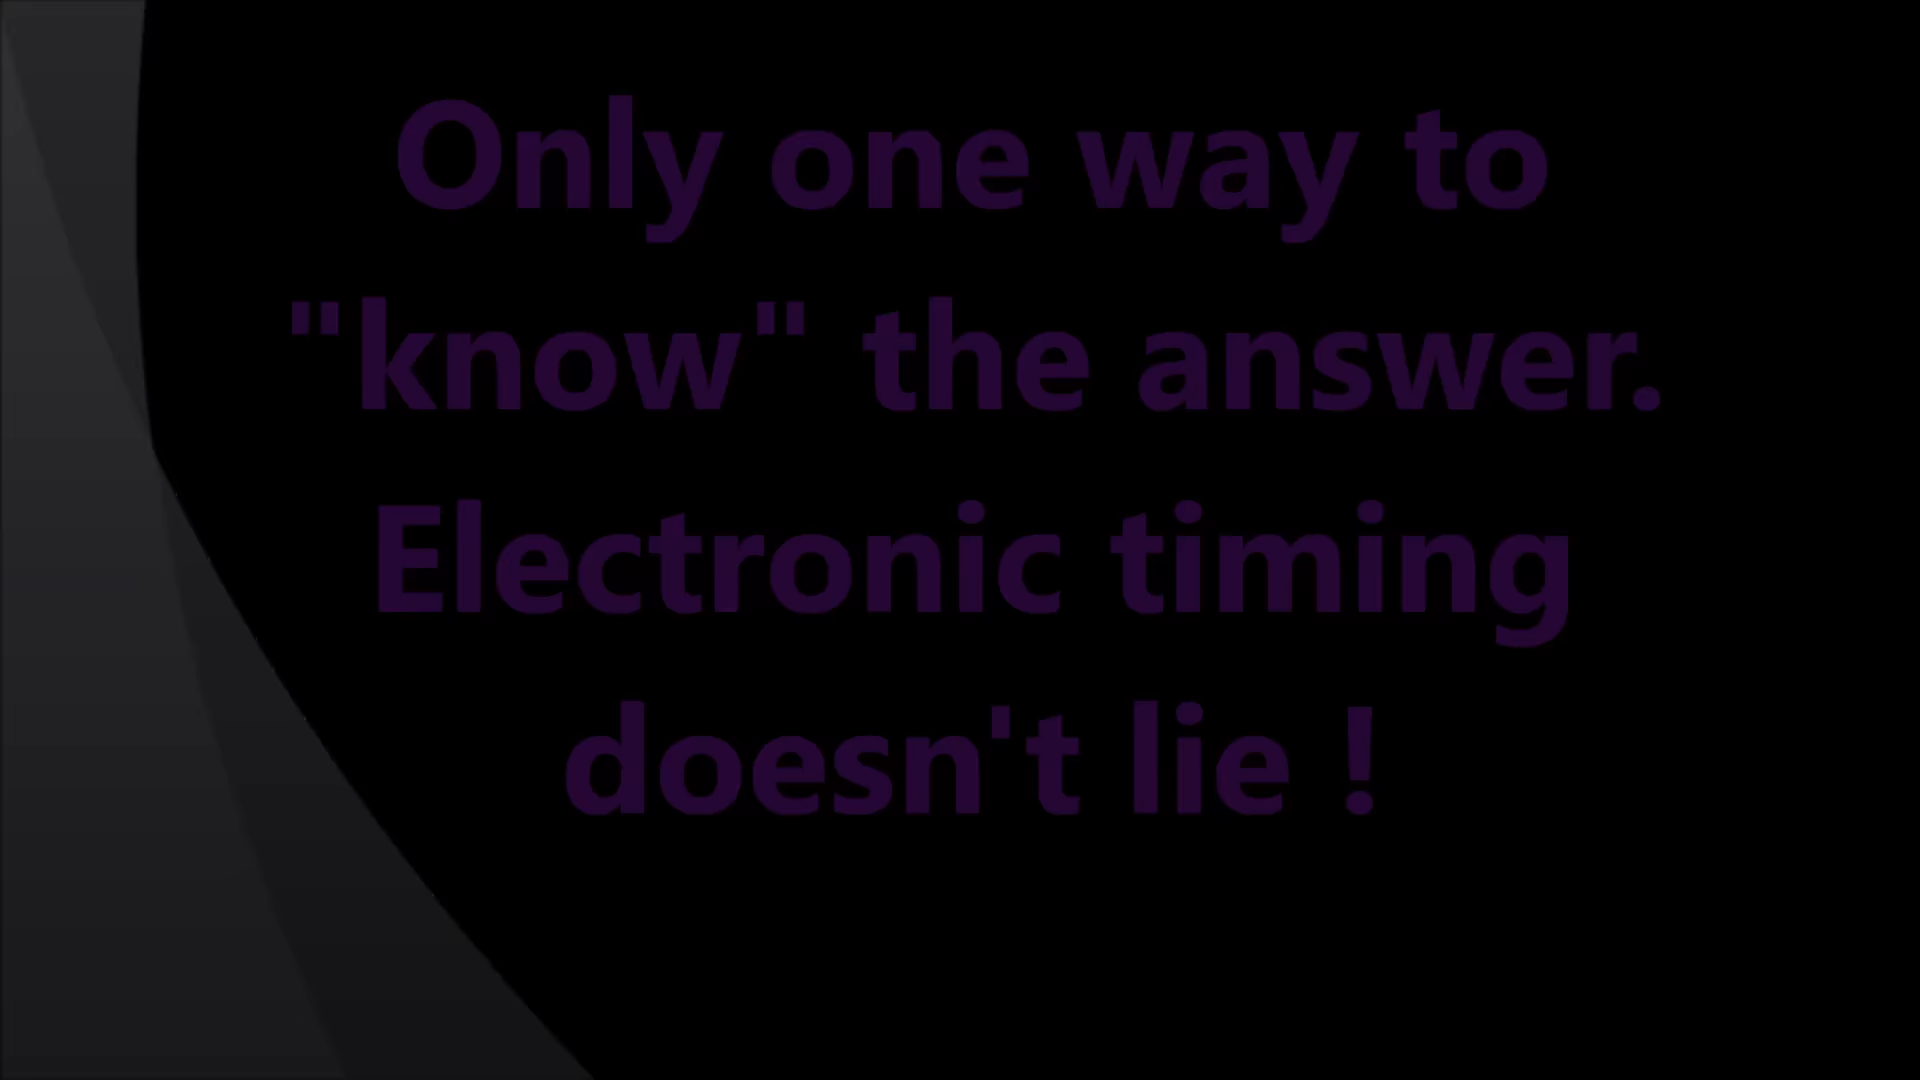 Only one way to
"know" the answer.
Electronic timing
doesn't lie !